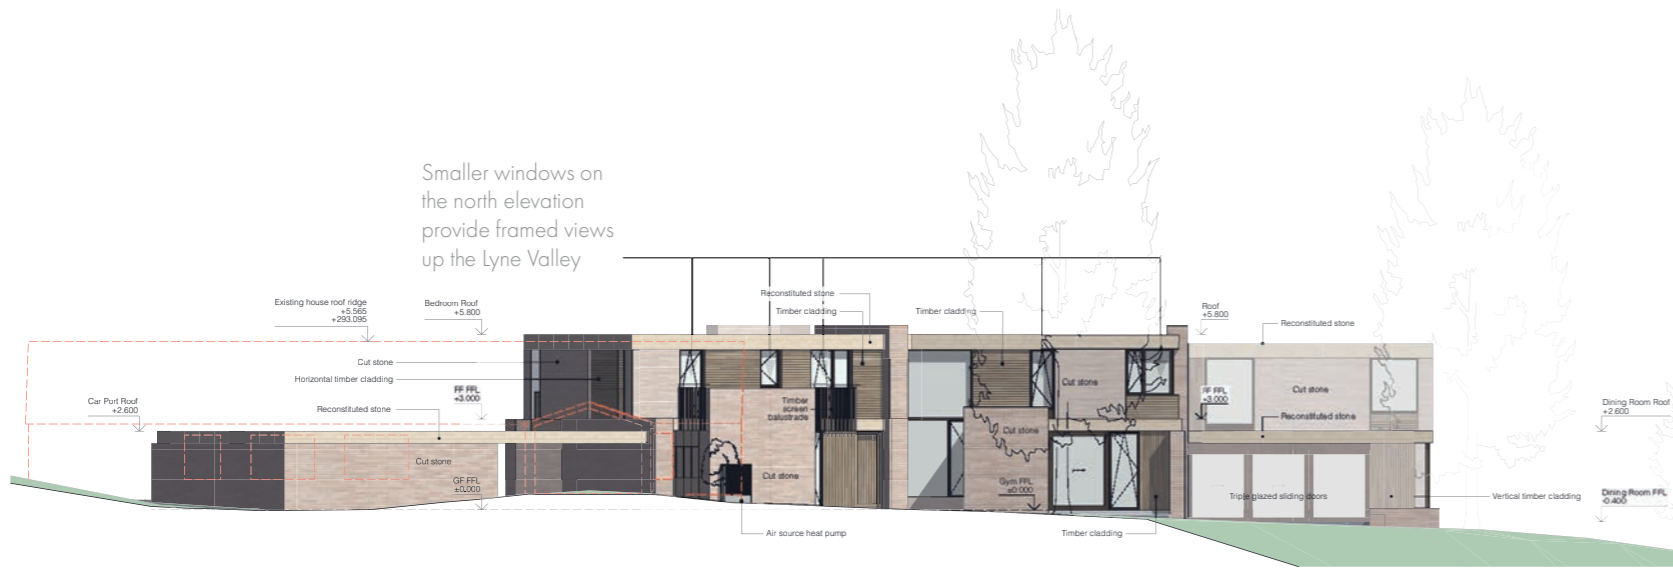 Smaller windows on
the north elevation
provide framed views
up the Lyne Valley
Existing house roof ridge
+5.565
+293.095
Bedroom Roof
+5.800
Reconstituted stone
Timber cladding
Timber cladding
Roof
+5.800
Reconstituted stone
Cut stone
Horizontal timber cladding
Car Port Roof
+2.600
Reconstituted stone
FF FFL
+3.000
Timber
screen
balustrade
Cut stone
FF FFL
+3.000
Cut stone
Reconstituted stone
Dining Room Roof
+2.600
Cut stone
Cut stone
Cut stone
GF FFL
±0.000
Gym FFL
±0.000
Triple glazed sliding doors
Vertical timber cladding
Dining Room FFL
-0.400
Air source heat pump
Timber cladding